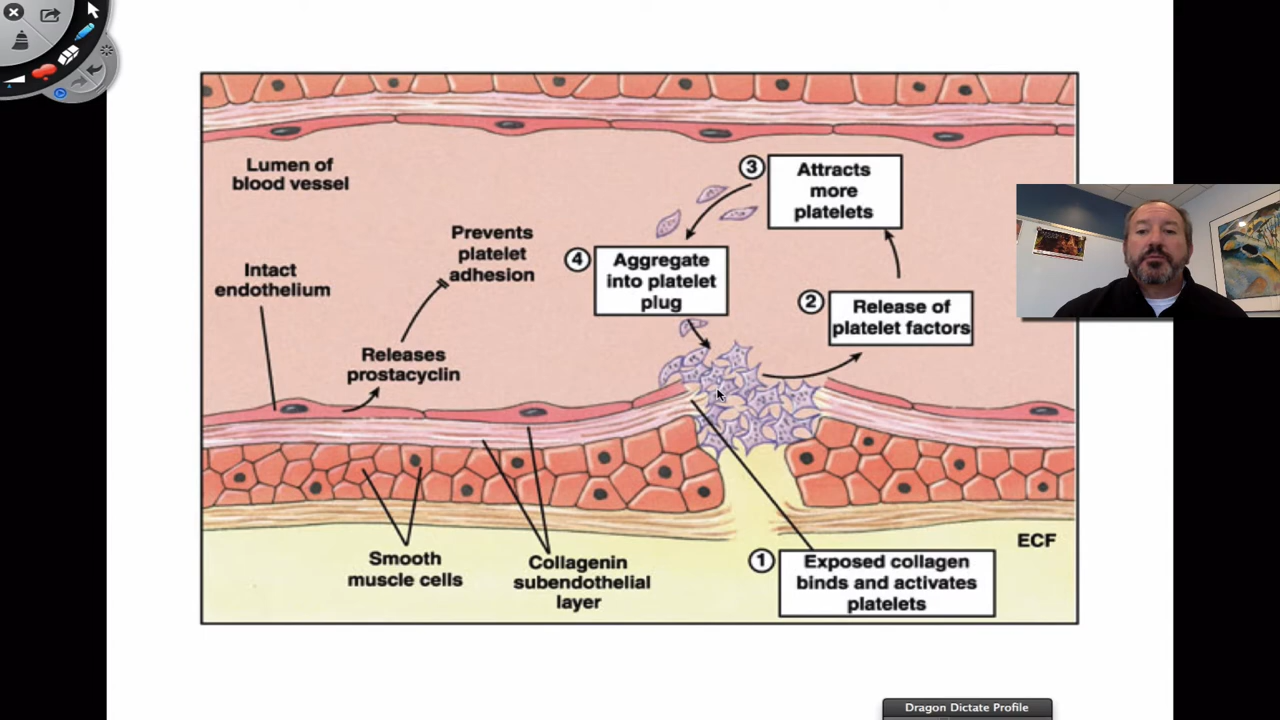 Lumen of
blood vessel
3
Attracts
more
platelets
Prevents
platelet
adhesion
4
Aggregate
into platelet
plug
Intact
endothelium
2
Release of
platelet factors
Releases
prostacyclin
ECF
Smooth
muscle cells
Collagenin
subendothelial
layer
1
Exposed collagen
binds and activates
platelets
Dragon Dictate Profile